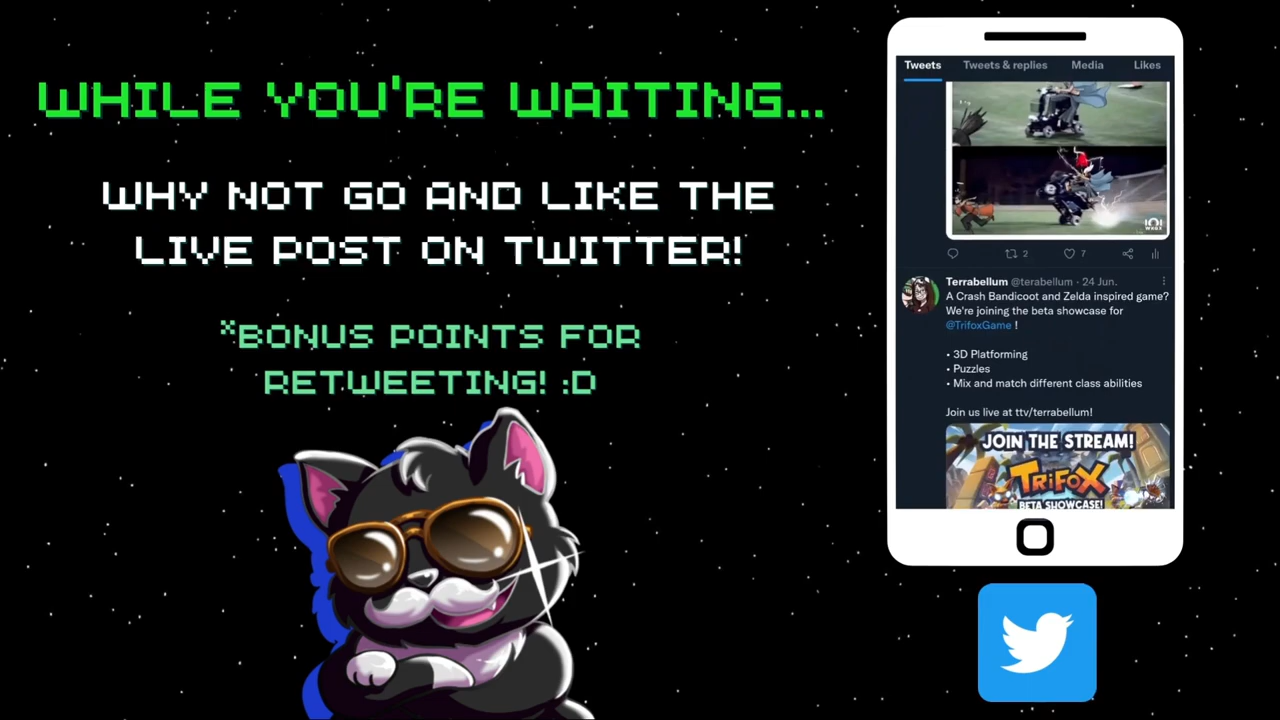 WHILE YOU'RE WAITING...
WHY NOT GO AND LIKE THE
LIVE POST ON TWITTER!
*BONUS POINTS FOR
RETWEETING! :D
Tweets Tweets & replies Media Likes
2 7
Terrabellum @terabellum · 24 Jun.
A Crash Bandicoot and Zelda inspired game?
We're joining the beta showcase for
@TrifoxGame !
• 3D Platforming
• Puzzles
• Mix and match different class abilities
Join us live at ttv/terrabellum!
JOIN THE STREAM!
TRIFOX
BETA SHOWCASE!